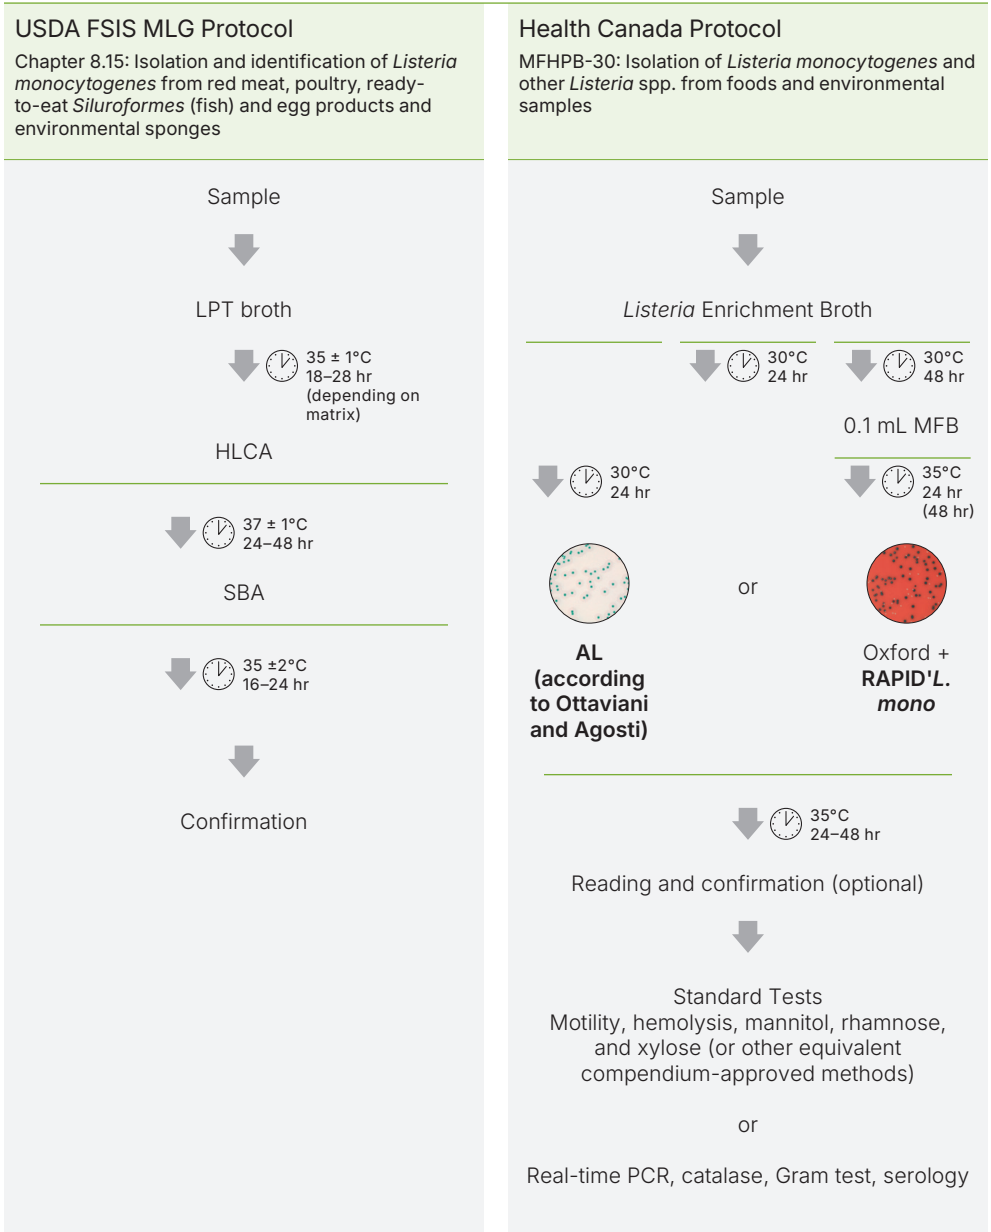 USDA FSIS MLG Protocol
Chapter 8.15: Isolation and identification of Listeria
monocytogenes from red meat, poultry, ready-
to-eat Siluroformes (fish) and egg products and
environmental sponges
Sample
LPT broth
35 ± 1°C
18–28 hr
(depending on
matrix)
HLCA
37 ± 1°C
24–48 hr
SBA
35 ±2°C
16–24 hr
Confirmation
Health Canada Protocol
MFHPB-30: Isolation of Listeria monocytogenes and
other Listeria spp. from foods and environmental
samples
Sample
Listeria Enrichment Broth
30°C
24 hr
30°C
48 hr
0.1 mL MFB
30°C
24 hr
35°C
24 hr
(48 hr)
or
AL
(according
to Ottaviani
and Agosti)
Oxford +
RAPID'L.
mono
35°C
24–48 hr
Reading and confirmation (optional)
Standard Tests
Motility, hemolysis, mannitol, rhamnose,
and xylose (or other equivalent
compendium-approved methods)
or
Real-time PCR, catalase, Gram test, serology